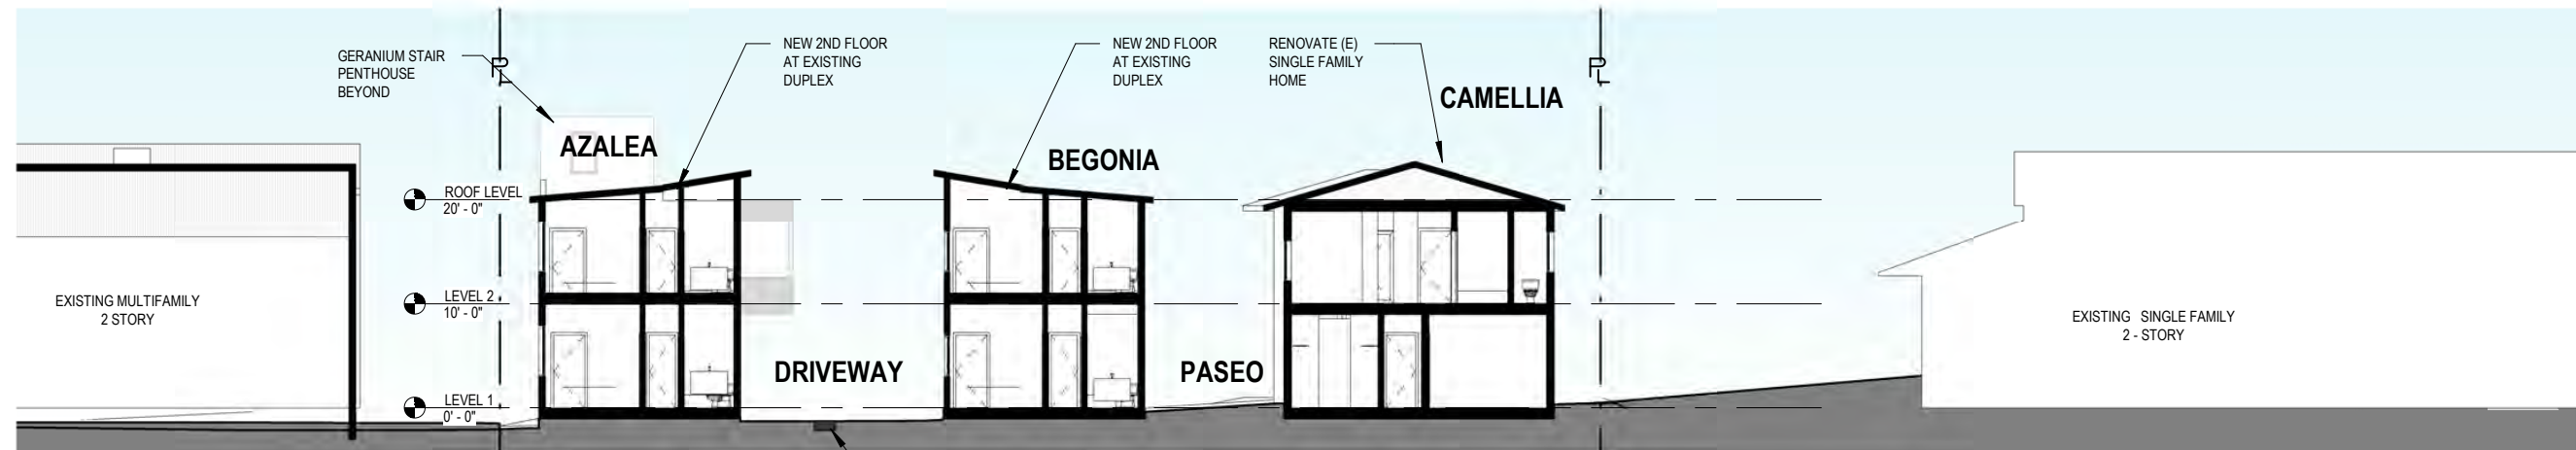 GERANIUM STAIR
PENTHOUSE
BEYOND
PL
NEW 2ND FLOOR
AT EXISTING
DUPLEX
NEW 2ND FLOOR
AT EXISTING
DUPLEX
RENOVATE (E)
SINGLE FAMILY
HOME
PL
CAMELLIA
AZALEA
BEGONIA
ROOF LEVEL
20' - 0"
LEVEL 2
10' - 0"
EXISTING MULTIFAMILY
2 STORY
EXISTING SINGLE FAMILY
2 - STORY
DRIVEWAY
PASEO
LEVEL 1
0' - 0"